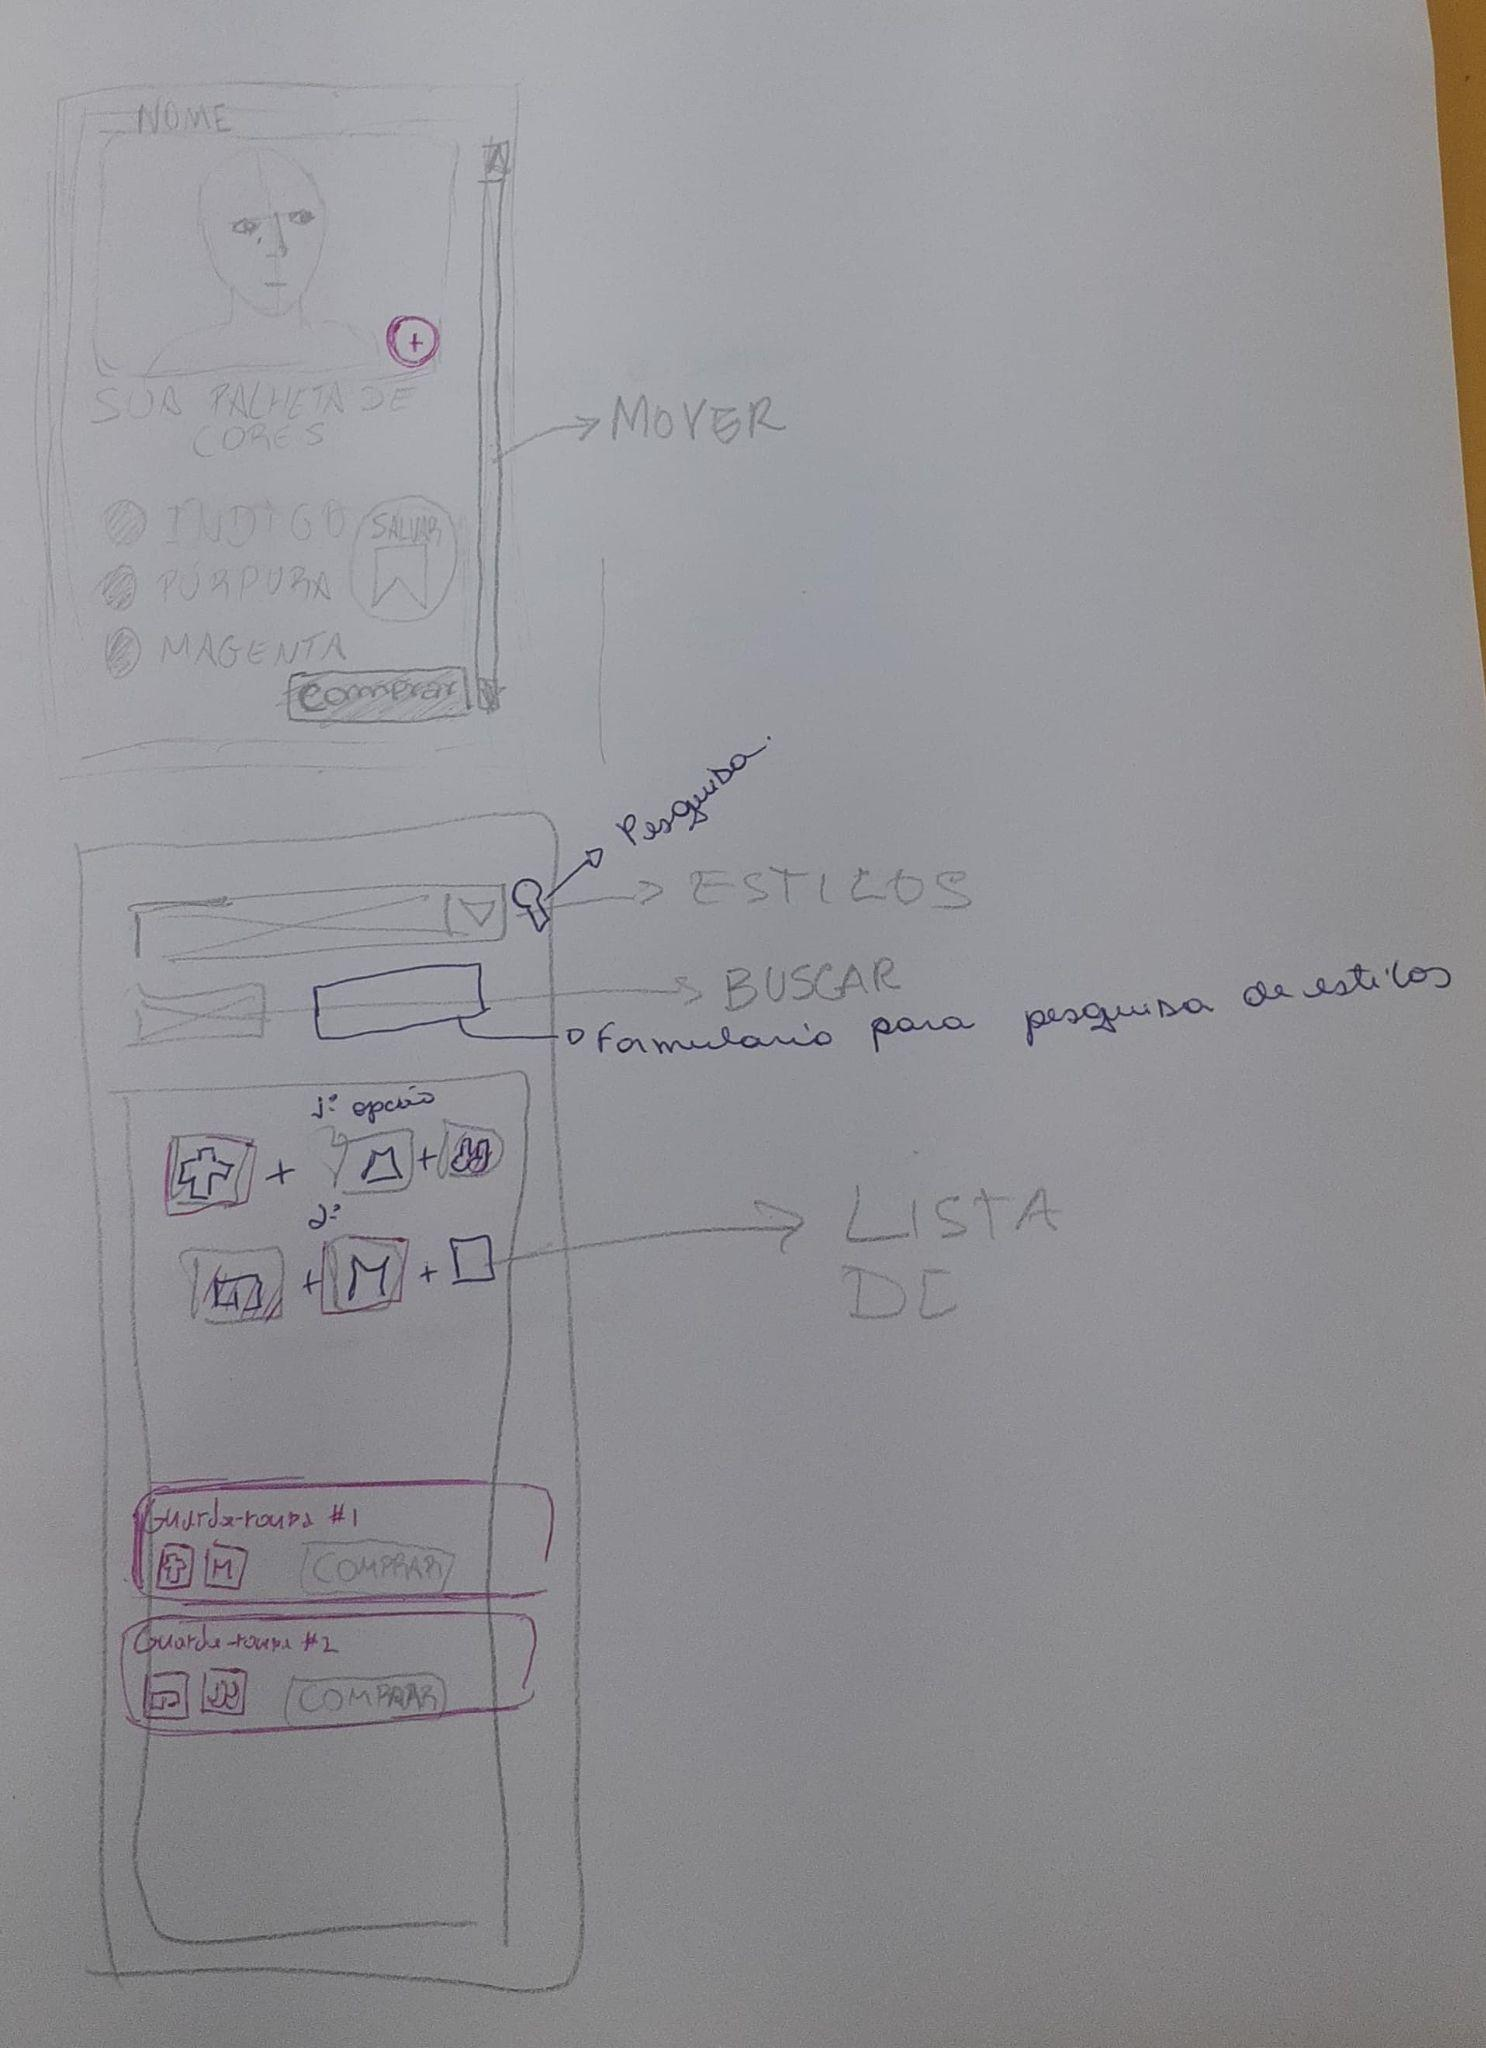 NOME
+
SUA PALHETA DE
CORES
MOVER
INDIGO
SALVAR
PÚRPURA
MAGENTA
Comprar
Pesquisa.
ESTILOS
BUSCAR
Formulario para pesquisa de estilos
1ª opção
+ +
2ª
+ M +
LISTA
DE
Guarda-roupa #1
M COMPRAR
Guarda-roupa #2
COMPRAR